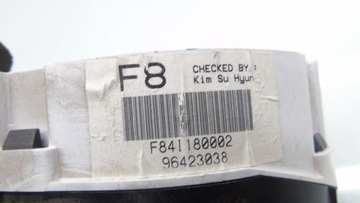 F8
CHECKED BY :
Kim Su Hyun
F841180002
96423038